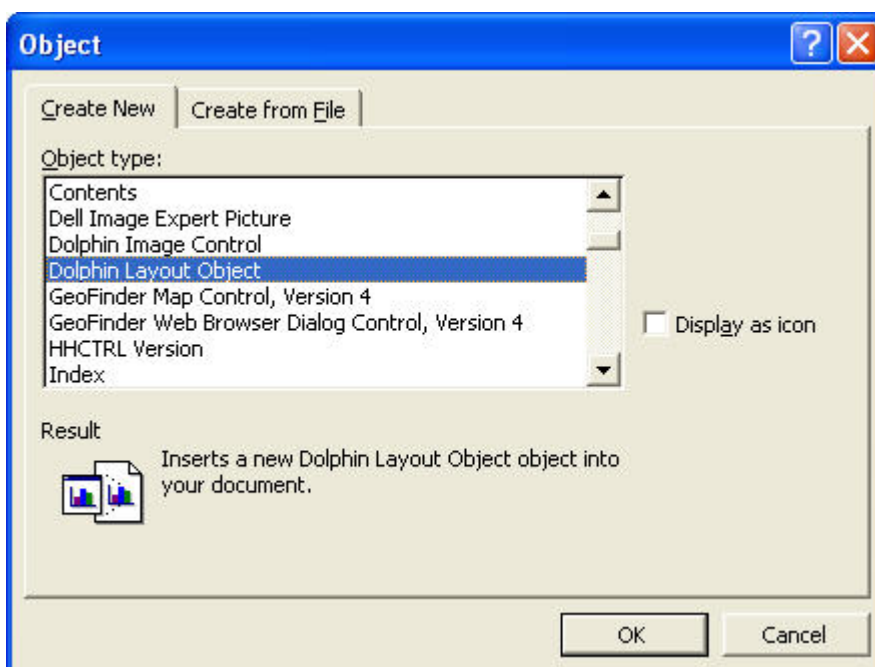 Object
Create New
Create from File
Object type:
Contents
Dell Image Expert Picture
Dolphin Image Control
Dolphin Layout Object
GeoFinder Map Control, Version 4
GeoFinder Web Browser Dialog Control, Version 4
HHCTRL Version
Index
Display as icon
Result
Inserts a new Dolphin Layout Object object into
your document.
OK
Cancel